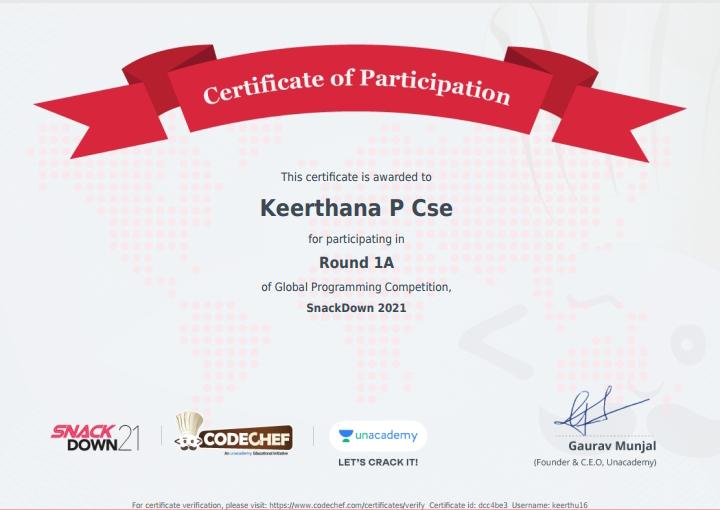 Certificate of Participation
This certificate is awarded to
Keerthana P Cse
for participating in
Round 1A
of Global Programming Competition,
SnackDown 2021
SNACK
DOWN21
CODECHEF
An unacademy Educational Initiative
unacademy
LET'S CRACK IT!
Gaurav Munjal
(Founder & C.E.O, Unacademy)
For certificate verification, please visit: https://www.codechef.com/certificates/verify Certificate id: dcc4be3 Username: keerthu16